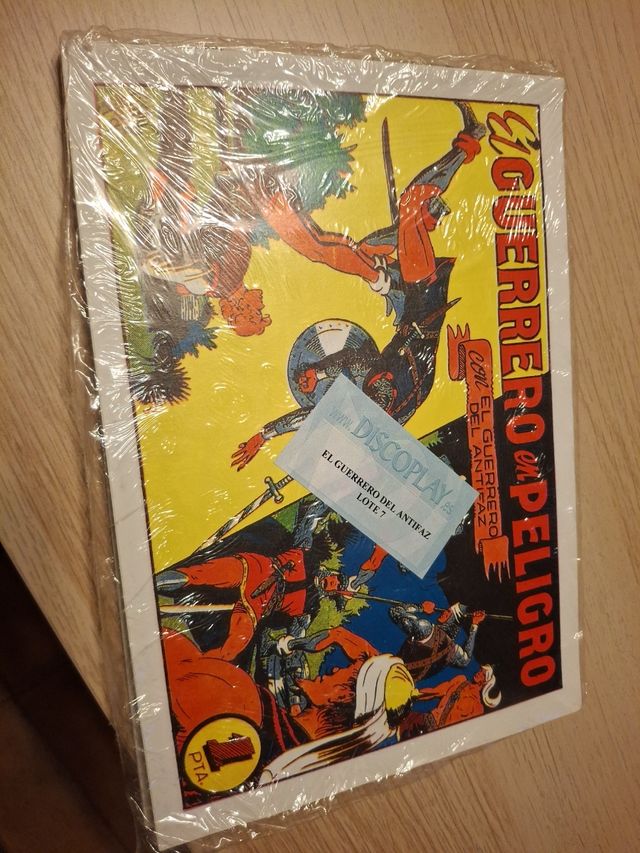 El GUERRERO en PELIGRO
con EL GUERRERO
DEL ANTIFAZ
www.DISCOPLAY.es
EL GUERRERO DEL ANTIFAZ
LOTE 7
1
PTA.